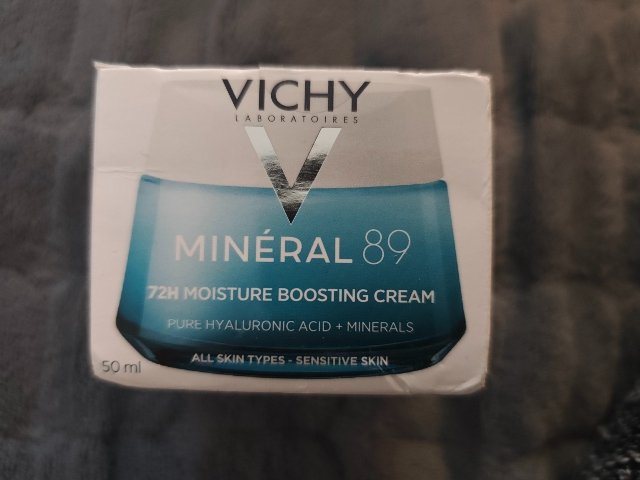 VICHY
LABORATOIRES
MINÉRAL 89
72H MOISTURE BOOSTING CREAM
PURE HYALURONIC ACID + MINERALS
ALL SKIN TYPES - SENSITIVE SKIN
50 ml